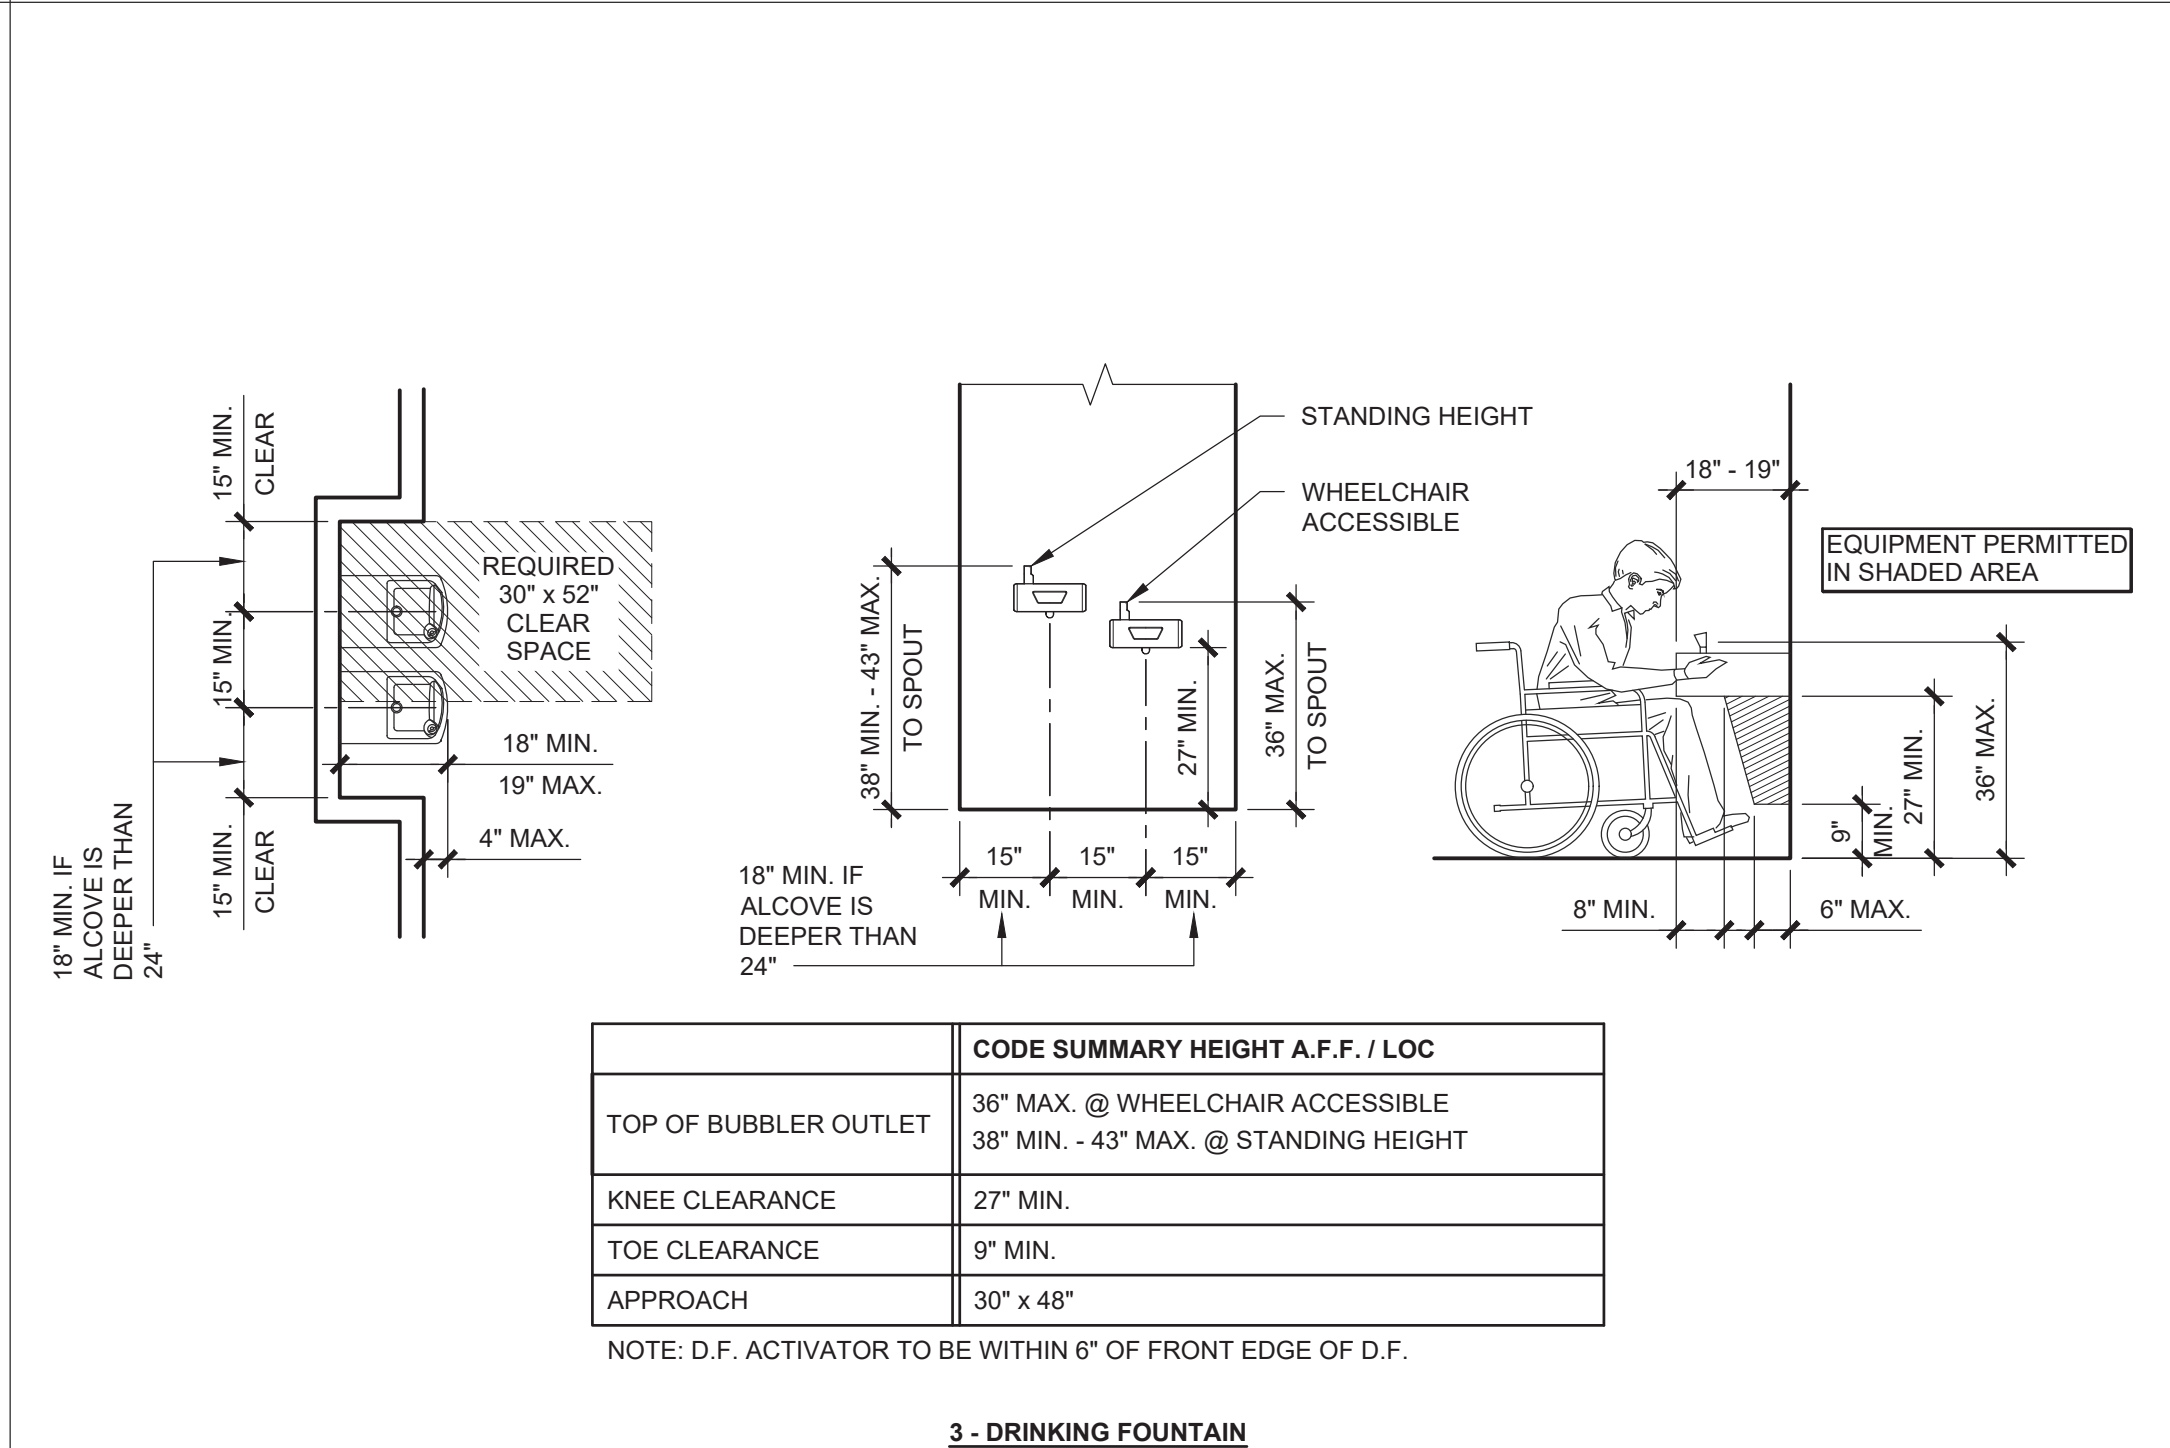 15" MIN.
CLEAR
15" MIN.
15" MIN.
CLEAR
18" MIN. IF
ALCOVE IS
DEEPER THAN
24"
REQUIRED
30" x 52"
CLEAR
SPACE
18" MIN.
19" MAX.
4" MAX.
STANDING HEIGHT
WHEELCHAIR
ACCESSIBLE
38" MIN. - 43" MAX.
TO SPOUT
27" MIN.
36" MAX.
TO SPOUT
15"
MIN.
15"
MIN.
15"
MIN.
18" MIN. IF
ALCOVE IS
DEEPER THAN
24"
18" - 19"
EQUIPMENT PERMITTED
IN SHADED AREA
9"
MIN.
27" MIN.
36" MAX.
8" MIN.
6" MAX.
CODE SUMMARY HEIGHT A.F.F. / LOC
TOP OF BUBBLER OUTLET
36" MAX. @ WHEELCHAIR ACCESSIBLE
38" MIN. - 43" MAX. @ STANDING HEIGHT
KNEE CLEARANCE
27" MIN.
TOE CLEARANCE
9" MIN.
APPROACH
30" x 48"
NOTE: D.F. ACTIVATOR TO BE WITHIN 6" OF FRONT EDGE OF D.F.
3 - DRINKING FOUNTAIN